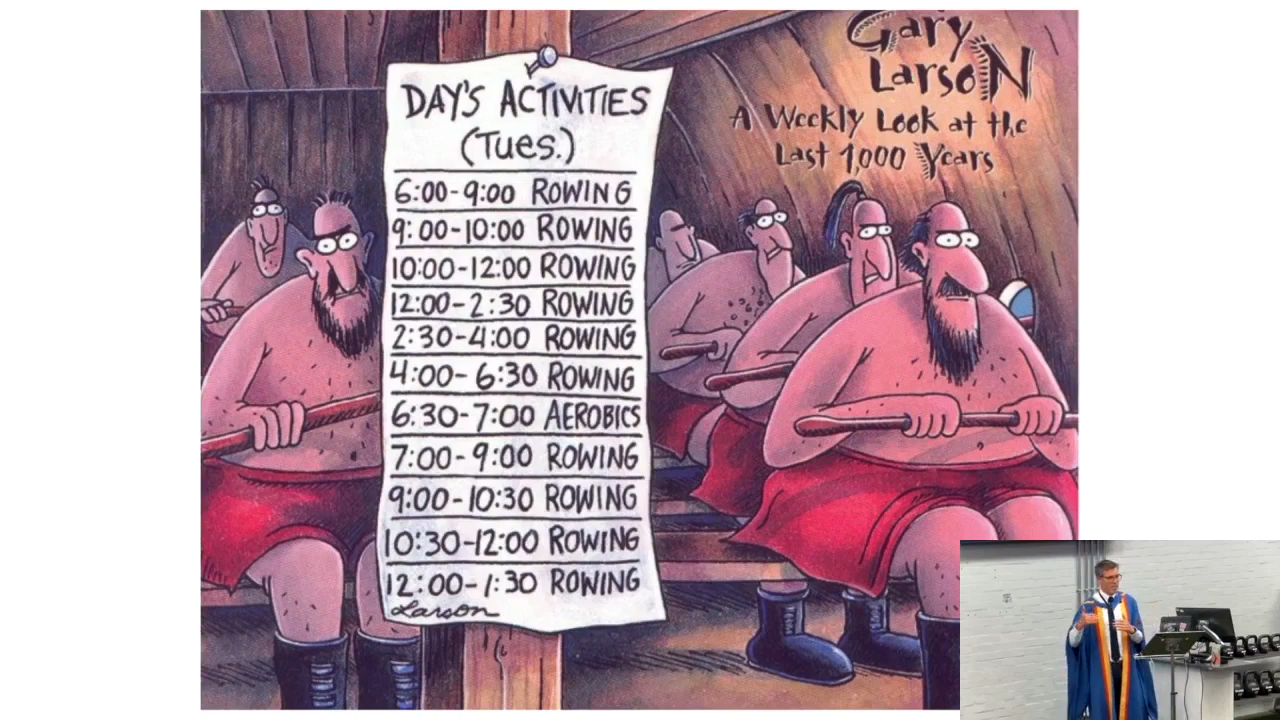 Gary
Larson
A Weekly Look at the
Last 1,000 Years
DAY'S ACTIVITIES
(Tues.)
6:00-9:00 ROWING
9:00-10:00 ROWING
10:00-12:00 ROWING
12:00-2:30 ROWING
2:30-4:00 ROWING
4:00-6:30 ROWING
6:30-7:00 AEROBICS
7:00-9:00 ROWING
9:00-10:30 ROWING
10:30-12:00 ROWING
12:00-1:30 ROWING
Larson